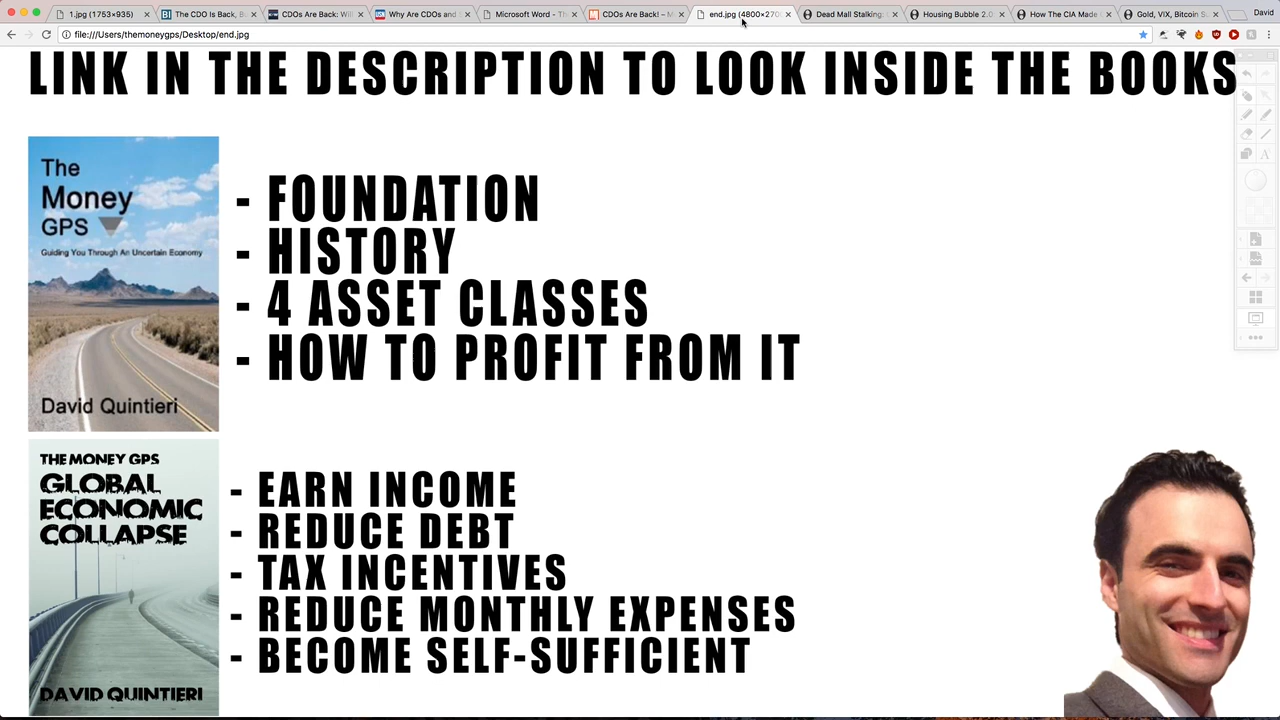 1.jpg (1753×935)
The CDO Is Back, B
CDOs Are Back: Will
Why Are CDOs and
Microsoft Word - Th
CDOs Are Back! – M
end.jpg (4800×270
Dead Mall Stalking:
Housing Bubble 2.0
How The CIA Made
Gold, VIX, Bitcoin S
David
file:///Users/themoneygps/Desktop/end.jpg
LINK IN THE DESCRIPTION TO LOOK INSIDE THE BOOKS
The
Money
GPS
Guiding You Through An Uncertain Economy
David Quintieri
- FOUNDATION
- HISTORY
- 4 ASSET CLASSES
- HOW TO PROFIT FROM IT
THE MONEY GPS
GLOBAL
ECONOMIC
COLLAPSE
DAVID QUINTIERI
- EARN INCOME
- REDUCE DEBT
- TAX INCENTIVES
- REDUCE MONTHLY EXPENSES
- BECOME SELF-SUFFICIENT